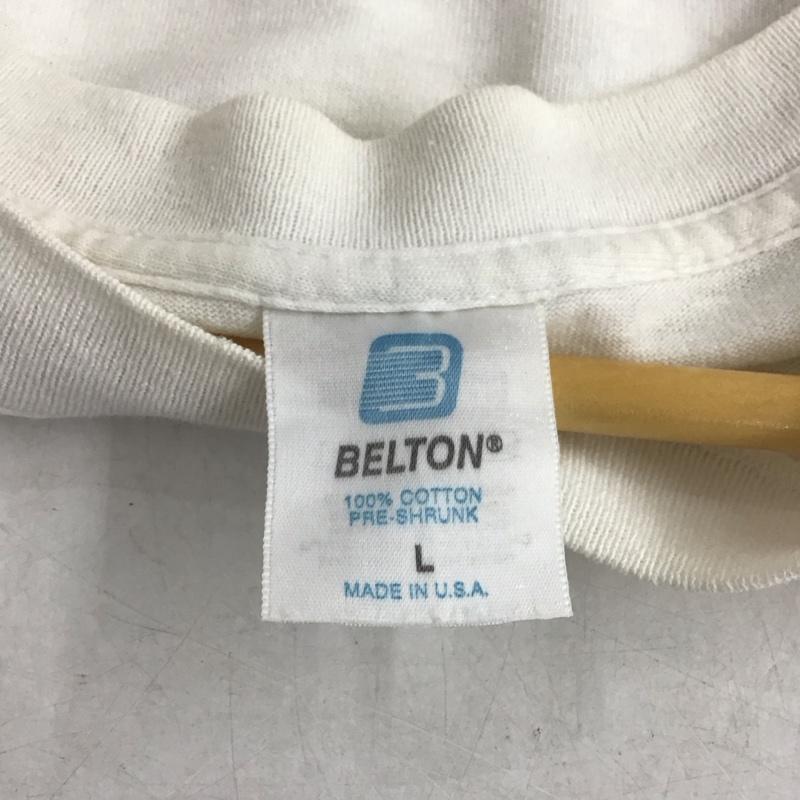 B
BELTON®
100% COTTON
PRE-SHRUNK
L
MADE IN U.S.A.